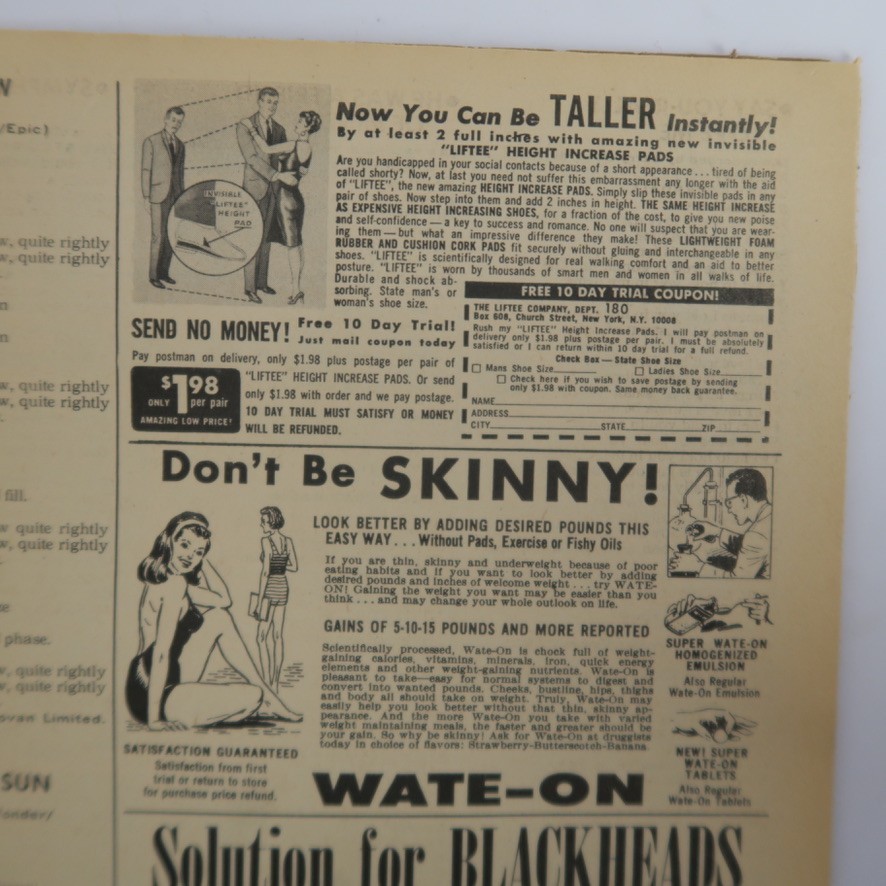 W
/Epic)
w, quite rightly
w, quite rightly
n
n
w, quite rightly
w, quite rightly
fill.
w quite rightly
w, quite rightly
se
phase.
w, quite rightly
w, quite rightly
ovan Limited.
SUN
onder/
Now You Can Be TALLER Instantly!
By at least 2 full inches with amazing new invisible
"LIFTEE" HEIGHT INCREASE PADS
INVISIBLE
"LIFTEE"
HEIGHT
PAD
Are you handicapped in your social contacts because of a short appearance... tired of being
called shorty? Now, at last you need not suffer this embarrassment any longer with the aid
of "LIFTEE", the new amazing HEIGHT INCREASE PADS. Simply slip these invisible pads in any
pair of shoes. Now step into them and add 2 inches in height. THE SAME HEIGHT INCREASE
AS EXPENSIVE HEIGHT INCREASING SHOES, for a fraction of the cost, to give you new poise
and self-confidence — a key to success and romance. No one will suspect that you are wear-
ing them — but what an impressive difference they make! These LIGHTWEIGHT FOAM
RUBBER AND CUSHION CORK PADS fit securely without gluing and interchangeable in any
shoes. "LIFTEE" is scientifically designed for real walking comfort and an aid to better
posture. "LIFTEE" is worn by thousands of smart men and women in all walks of life.
Durable and shock ab-
sorbing. State man's or
woman's shoe size.
SEND NO MONEY! Free 10 Day Trial!
Just mail coupon today
Pay postman on delivery, only $1.98 plus postage per pair of
"LIFTEE" HEIGHT INCREASE PADS. Or send
only $1.98 with order and we pay postage.
10 DAY TRIAL MUST SATISFY OR MONEY
WILL BE REFUNDED.
ONLY $1.98 per pair
AMAZING LOW PRICE!
FREE 10 DAY TRIAL COUPON!
THE LIFTEE COMPANY, DEPT. 180
Box 608, Church Street, New York, N.Y. 10008
Rush my "LIFTEE" Height Increase Pads. I will pay postman on
delivery only $1.98 plus postage per pair. I must be absolutely
satisfied or I can return within 10 day trial for a full refund.
Check Box — State Shoe Size
Mans Shoe Size Ladies Shoe Size
Check here if you wish to save postage by sending
only $1.98 with coupon. Same money back guarantee.
NAME
ADDRESS
CITY STATE ZIP
Don't Be SKINNY!
LOOK BETTER BY ADDING DESIRED POUNDS THIS
EASY WAY... Without Pads, Exercise or Fishy Oils
If you are thin, skinny and underweight because of poor
eating habits and if you want to look better by adding
desired pounds and inches of welcome weight... try WATE-
ON! Gaining the weight you want may be easier than you
think... and may change your whole outlook on life.
GAINS OF 5-10-15 POUNDS AND MORE REPORTED
Scientifically processed, Wate-On is chock full of weight-
gaining calories, vitamins, minerals, iron, quick energy
elements and other weight-gaining nutrients. Wate-On is
pleasant to take—easy for normal systems to digest and
convert into wanted pounds. Cheeks, bustline, hips, thighs
and body all should take on weight. Truly, Wate-On may
easily help you look better without that thin, skinny ap-
pearance. And the more Wate-On you take with varied
weight maintaining meals, the faster and greater should be
your gain. So why be skinny! Ask for Wate-On at druggists
today in choice of flavors: Strawberry-Butterscotch-Banana.
SATISFACTION GUARANTEED
Satisfaction from first
trial or return to store
for purchase price refund.
WATE-ON
SUPER WATE-ON
HOMOGENIZED
EMULSION
Also Regular
Wate-On Emulsion
NEW! SUPER
WATE-ON
TABLETS
Also Regular
Wate-On Tablets
Solution for BLACKHEADS